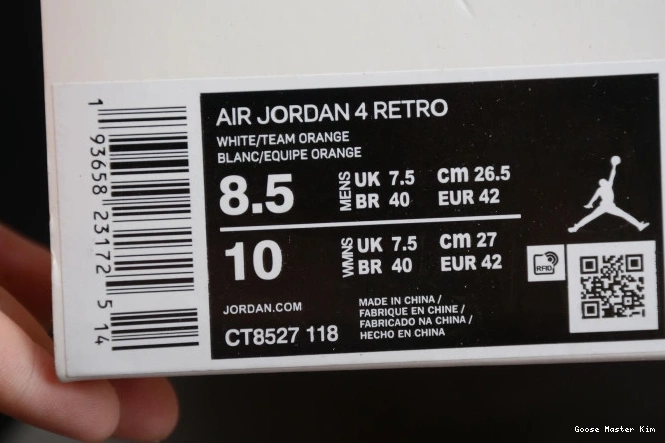 1 93658 23172 5 14
AIR JORDAN 4 RETRO
WHITE/TEAM ORANGE
BLANC/EQUIPE ORANGE
8.5
MENS
UK 7.5 cm 26.5
BR 40 EUR 42
10
WMNS
UK 7.5 cm 27
BR 40 EUR 42
RFID
JORDAN.COM
CT8527 118
MADE IN CHINA /
FABRIQUE EN CHINE /
FABRICADO NA CHINA /
HECHO EN CHINA
Goose Master Kim